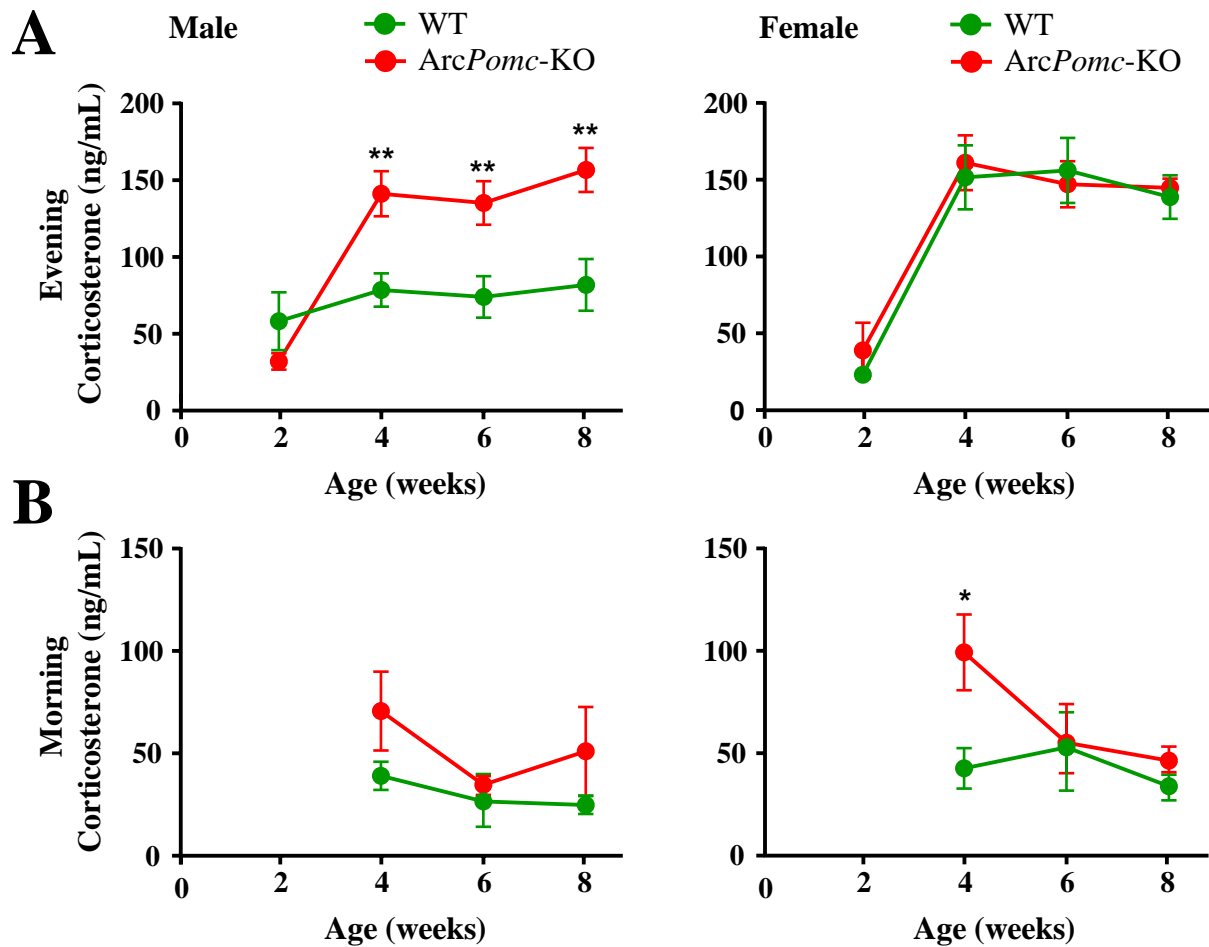 A
Male
WT
ArcPomc-KO
Female
WT
ArcPomc-KO
Evening
Corticosterone (ng/mL)
200
150
100
50
0
**
**
**
0
2
4
6
8
Age (weeks)
200
150
100
50
0
0
2
4
6
8
Age (weeks)
B
Morning
Corticosterone (ng/mL)
150
100
50
0
0
2
4
6
8
Age (weeks)
150
100
50
0
*
0
2
4
6
8
Age (weeks)